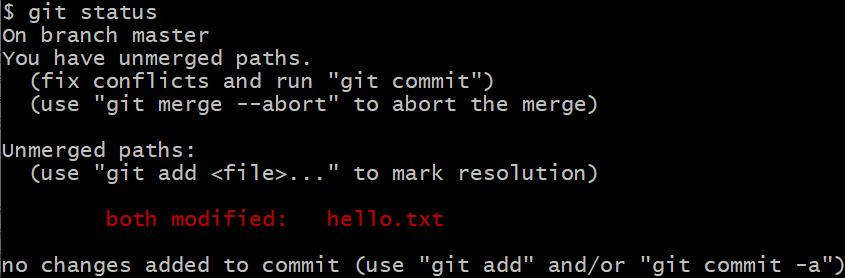 $ git status
On branch master
You have unmerged paths.
  (fix conflicts and run "git commit")
  (use "git merge --abort" to abort the merge)

Unmerged paths:
  (use "git add <file>..." to mark resolution)

        both modified:   hello.txt

no changes added to commit (use "git add" and/or "git commit -a")